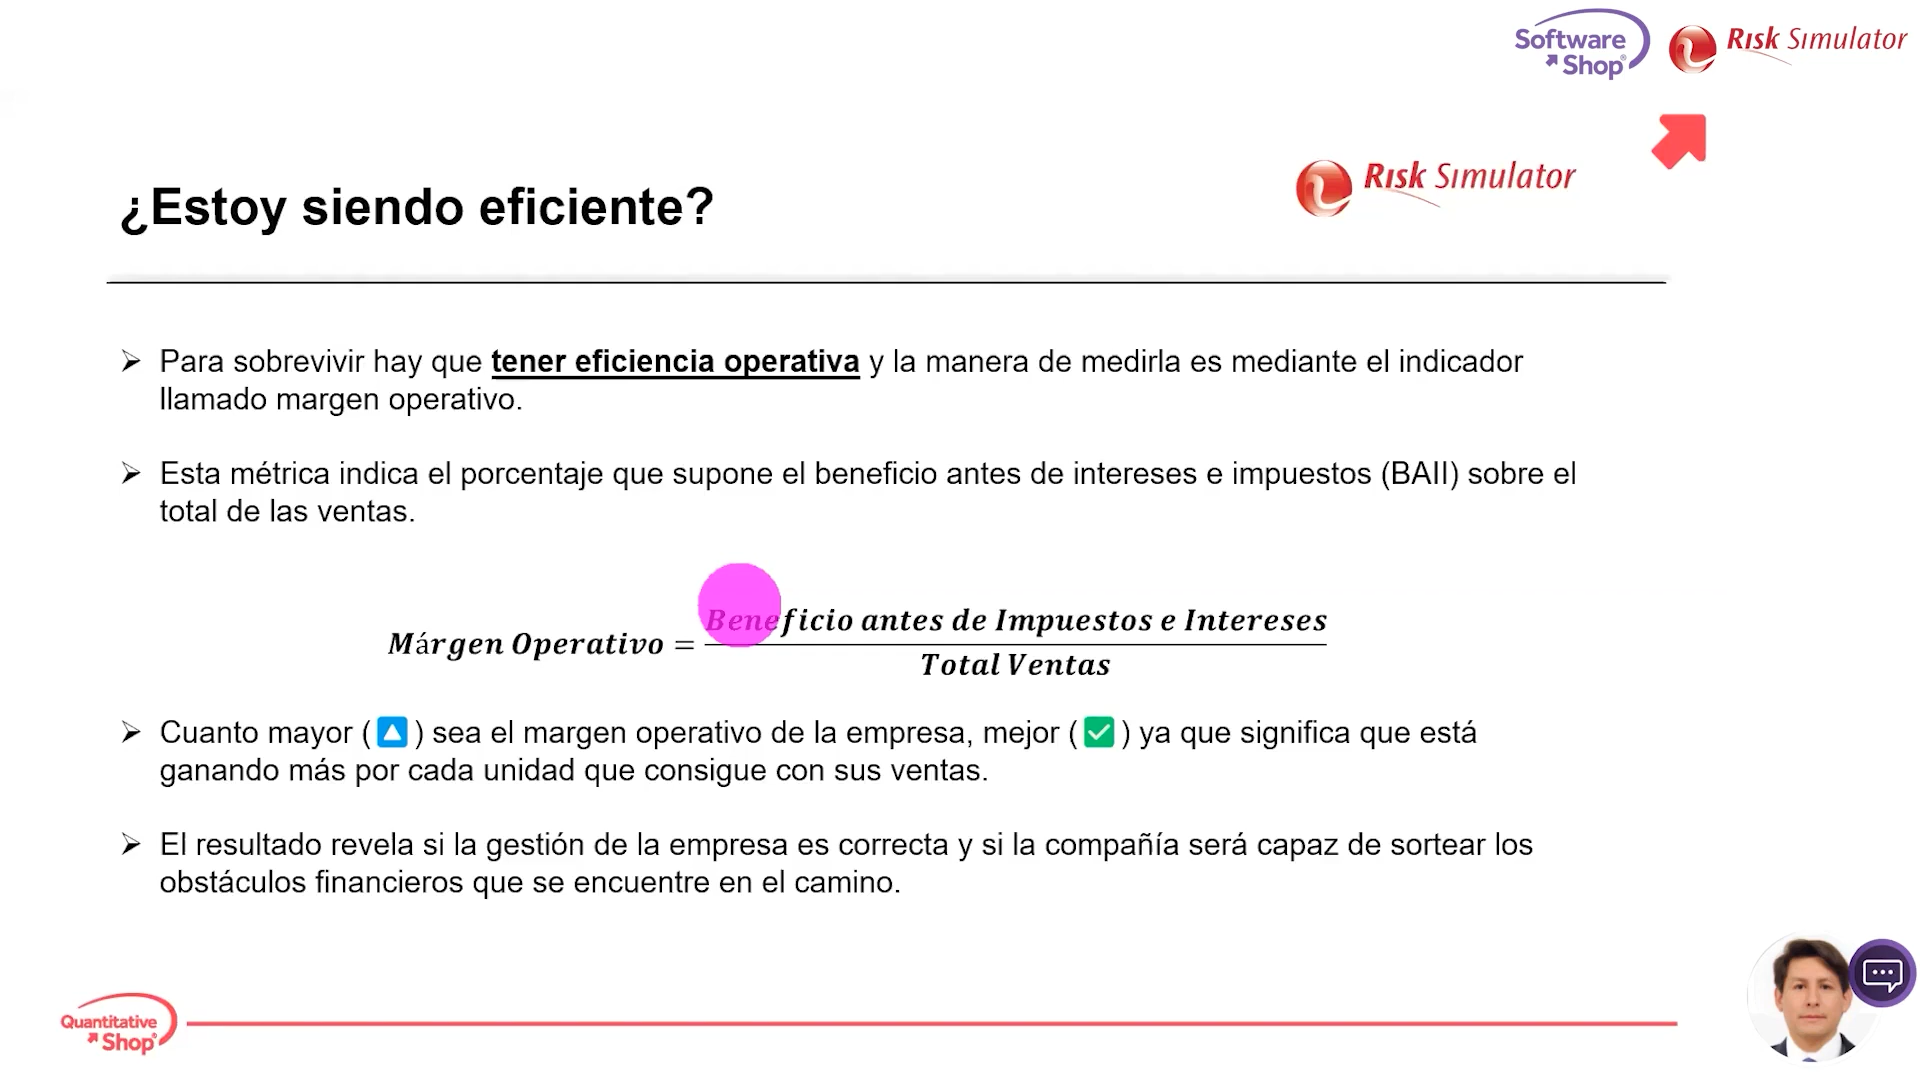 Software
Shop
Risk Simulator
Risk Simulator
¿Estoy siendo eficiente?
Para sobrevivir hay que tener eficiencia operativa y la manera de medirla es mediante el indicador
llamado margen operativo.
Esta métrica indica el porcentaje que supone el beneficio antes de intereses e impuestos (BAII) sobre el
total de las ventas.
Beneficio antes de Impuestos e Intereses
Márgen Operativo =
Total Ventas
Cuanto mayor (🔼) sea el margen operativo de la empresa, mejor (✅) ya que significa que está
ganando más por cada unidad que consigue con sus ventas.
El resultado revela si la gestión de la empresa es correcta y si la compañía será capaz de sortear los
obstáculos financieros que se encuentre en el camino.
Quantitative
Shop